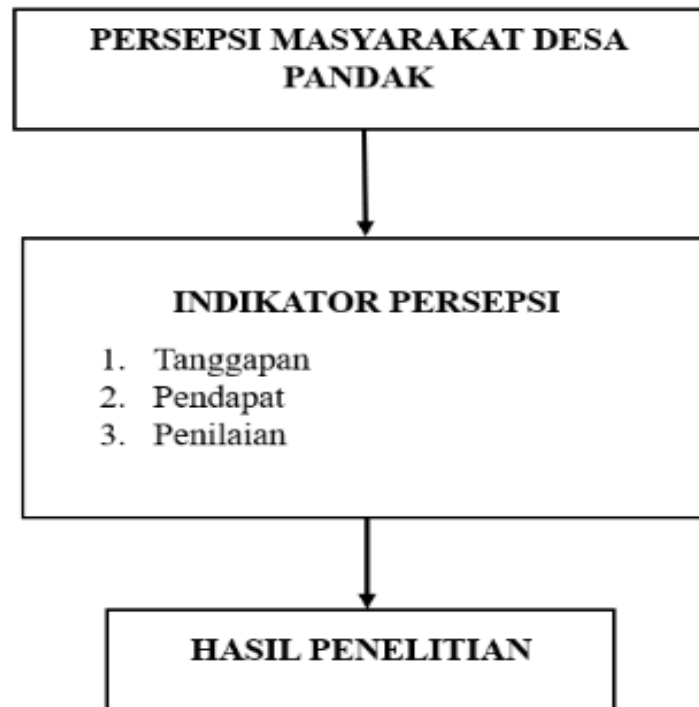 PERSEPSI MASYARAKAT DESA
PANDAK
INDIKATOR PERSEPSI
1. Tanggapan
2. Pendapat
3. Penilaian
HASIL PENELITIAN